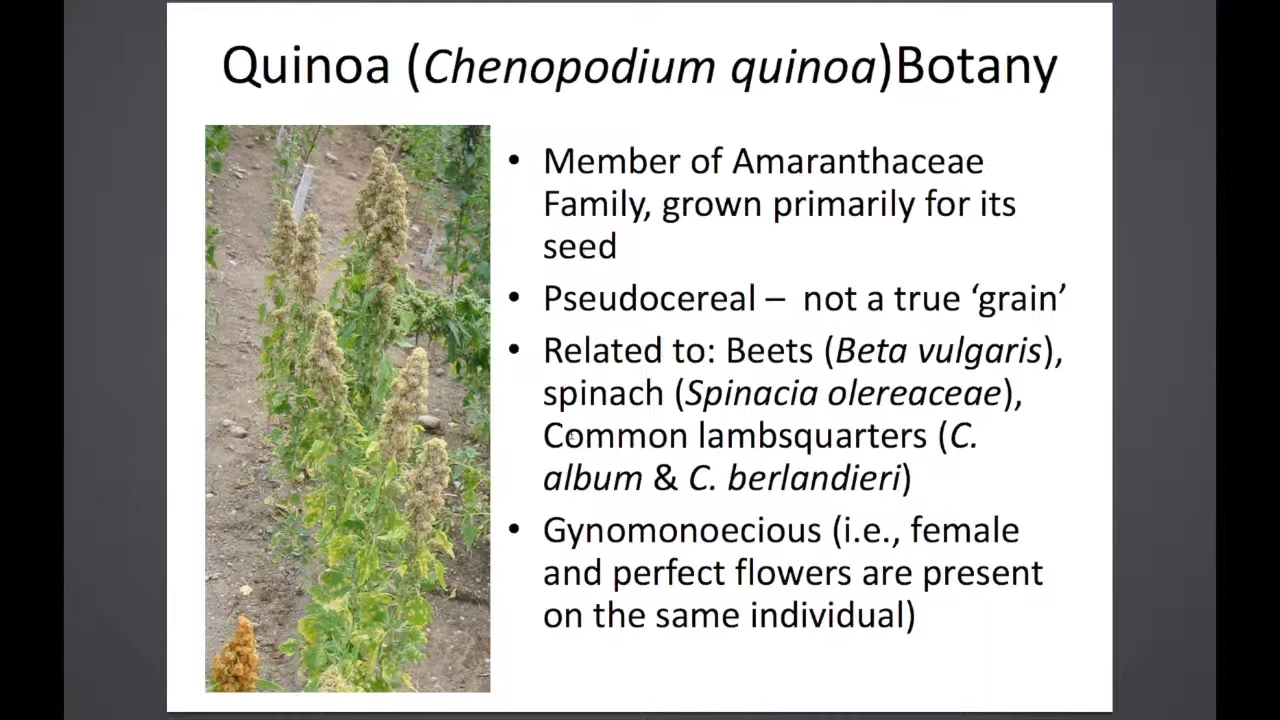 Quinoa (Chenopodium quinoa)Botany
• Member of Amaranthaceae
Family, grown primarily for its
seed
• Pseudocereal – not a true ‘grain’
• Related to: Beets (Beta vulgaris),
spinach (Spinacia olereaceae),
Common lambsquarters (C.
album & C. berlandieri)
• Gynomonoecious (i.e., female
and perfect flowers are present
on the same individual)